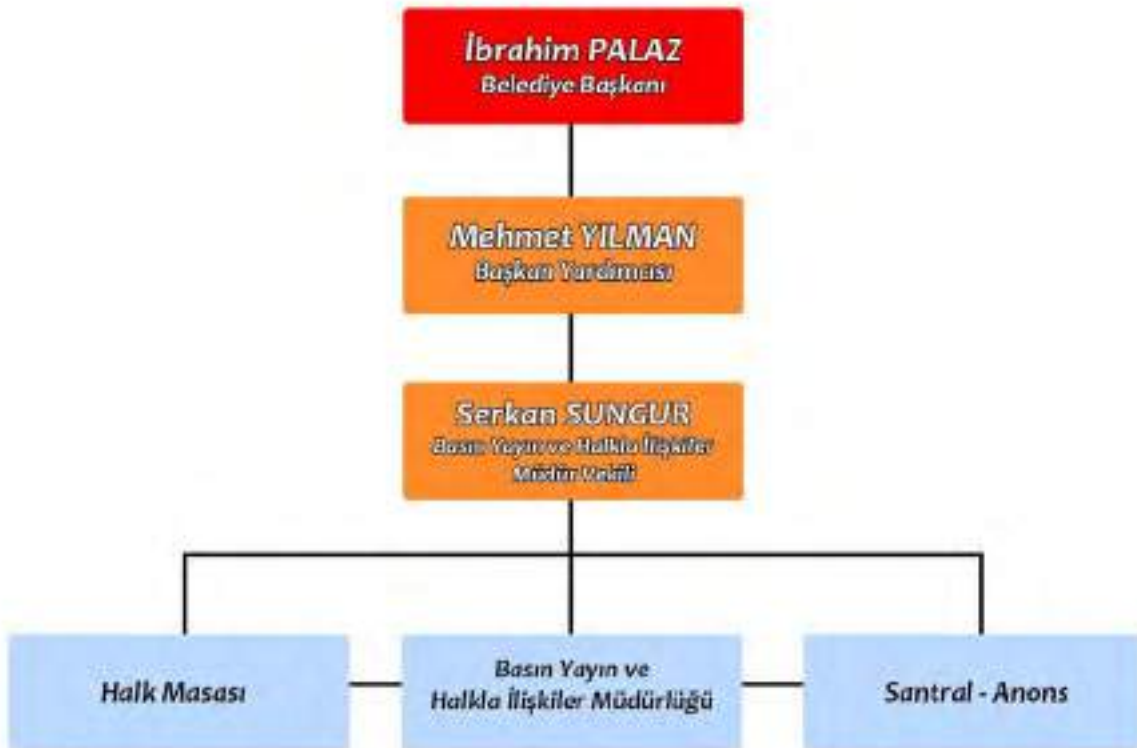 İbrahim PALAZ
Belediye Başkanı
Mehmet YILMAN
Başkan Yardımcısı
Serkan SUNGUR
Basın Yayın ve Halkla İlişkiler
Müdür Vekili
Halk Masası
Basın Yayın ve
Halkla İlişkiler Müdürlüğü
Santral - Anons